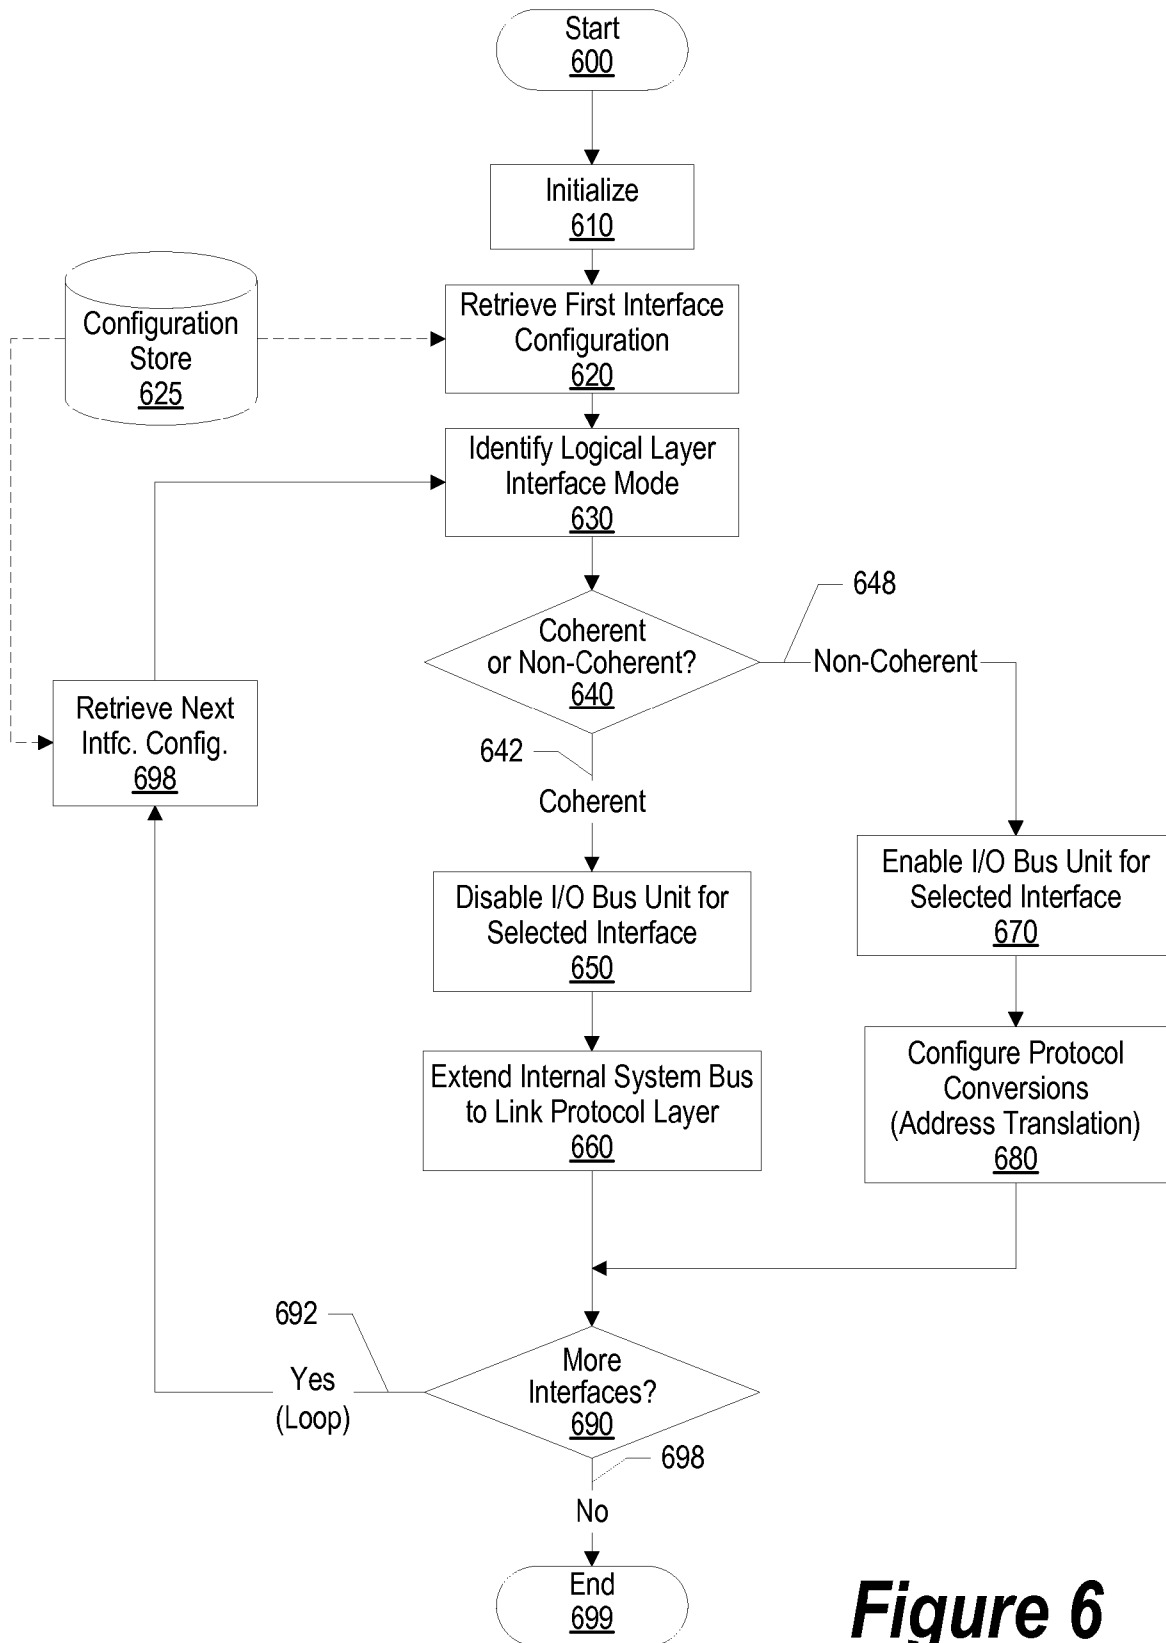 Start
600
Initialize
610
Configuration
Store
625
Retrieve First Interface
Configuration
620
Identify Logical Layer
Interface Mode
630
648
Coherent
or Non-Coherent?
640
Non-Coherent
Retrieve Next
Intfc. Config.
698
642
Coherent
Disable I/O Bus Unit for
Selected Interface
650
Enable I/O Bus Unit for
Selected Interface
670
Extend Internal System Bus
to Link Protocol Layer
660
Configure Protocol
Conversions
(Address Translation)
680
692
Yes
(Loop)
More
Interfaces?
690
698
No
End
699
Figure 6